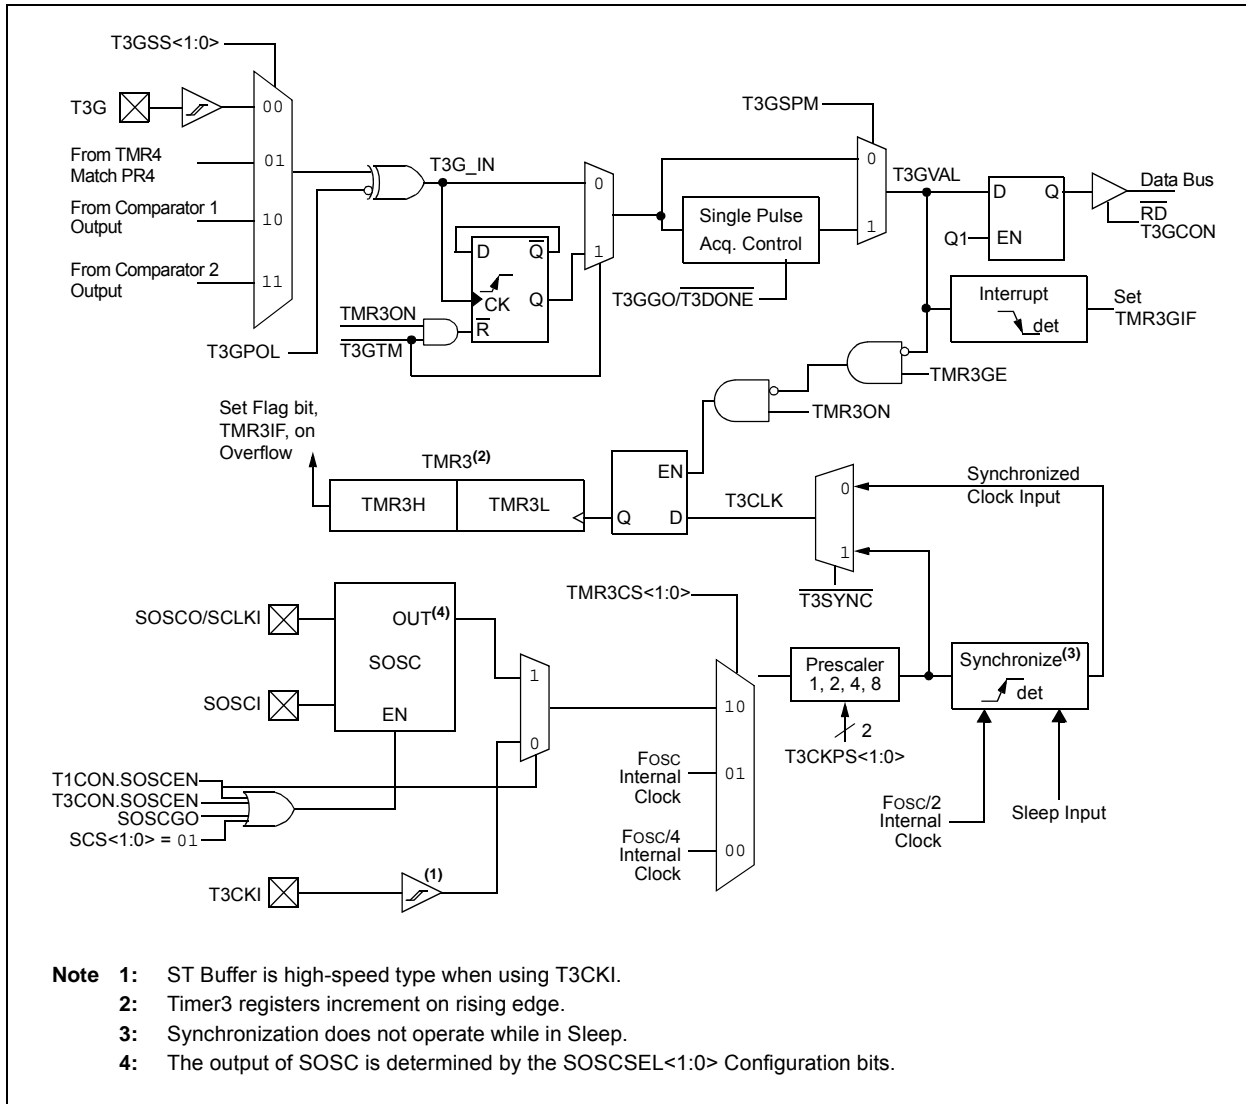 T3GSS<1:0>
T3G
00
From TMR4
Match PR4
01
From Comparator 1
Output
10
From Comparator 2
Output
11
T3GPOL
T3G_IN
0
1
D
Q
CK
Q
R
TMR3ON
T3GTM
T3GSPM
Single Pulse
Acq. Control
T3GGO/T3DONE
0
1
T3GVAL
D
Q
Q1
EN
Data Bus
RD
T3GCON
Interrupt
det
Set
TMR3GIF
TMR3GE
TMR3ON
Set Flag bit,
TMR3IF, on
Overflow
TMR3(2)
TMR3H
TMR3L
EN
Q
D
T3CLK
0
1
T3SYNC
Synchronized
Clock Input
SOSCO/SCLKI
OUT(4)
SOSC
SOSCI
EN
1
0
T1CON.SOSCEN
T3CON.SOSCEN
SOSCGO
SCS<1:0> = 01
T3CKI
(1)
TMR3CS<1:0>
10
FOSC
Internal
Clock
01
FOSC/4
Internal
Clock
00
Prescaler
1, 2, 4, 8
2
T3CKPS<1:0>
Synchronize(3)
det
FOSC/2
Internal
Clock
Sleep Input
Note 1: ST Buffer is high-speed type when using T3CKI.
2: Timer3 registers increment on rising edge.
3: Synchronization does not operate while in Sleep.
4: The output of SOSC is determined by the SOSCSEL<1:0> Configuration bits.